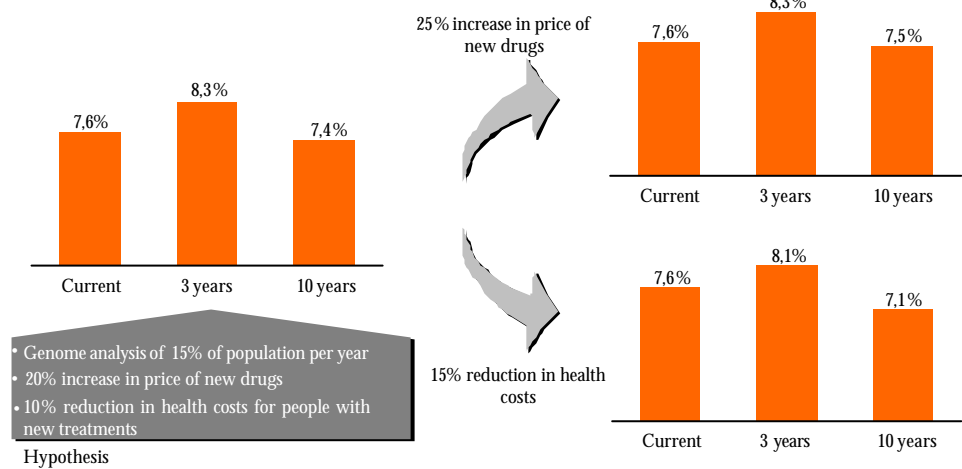 7,6%
8,3%
7,4%
Current
3 years
10 years
• Genome analysis of 15% of population per year
• 20% increase in price of new drugs
• 10% reduction in health costs for people with
new treatments
Hypothesis
25% increase in price of
new drugs
7,6%
8,3%
7,5%
Current
3 years
10 years
15% reduction in health
costs
7,6%
8,1%
7,1%
Current
3 years
10 years